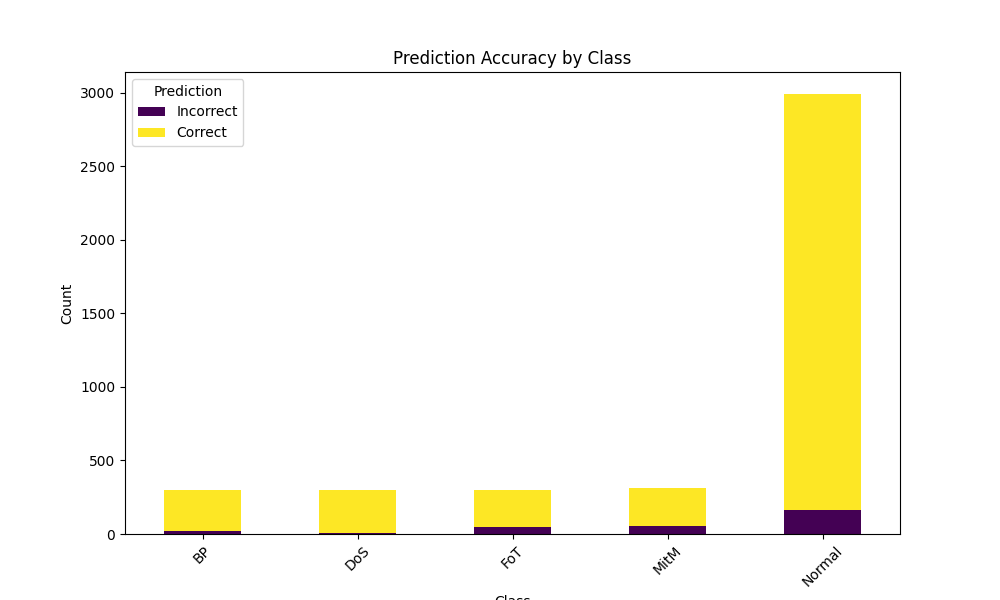 Prediction Accuracy by Class
Prediction
Incorrect
Correct
3000
2500
2000
1500
1000
500
0
Count
BP
DoS
FoT
MitM
Normal
Class